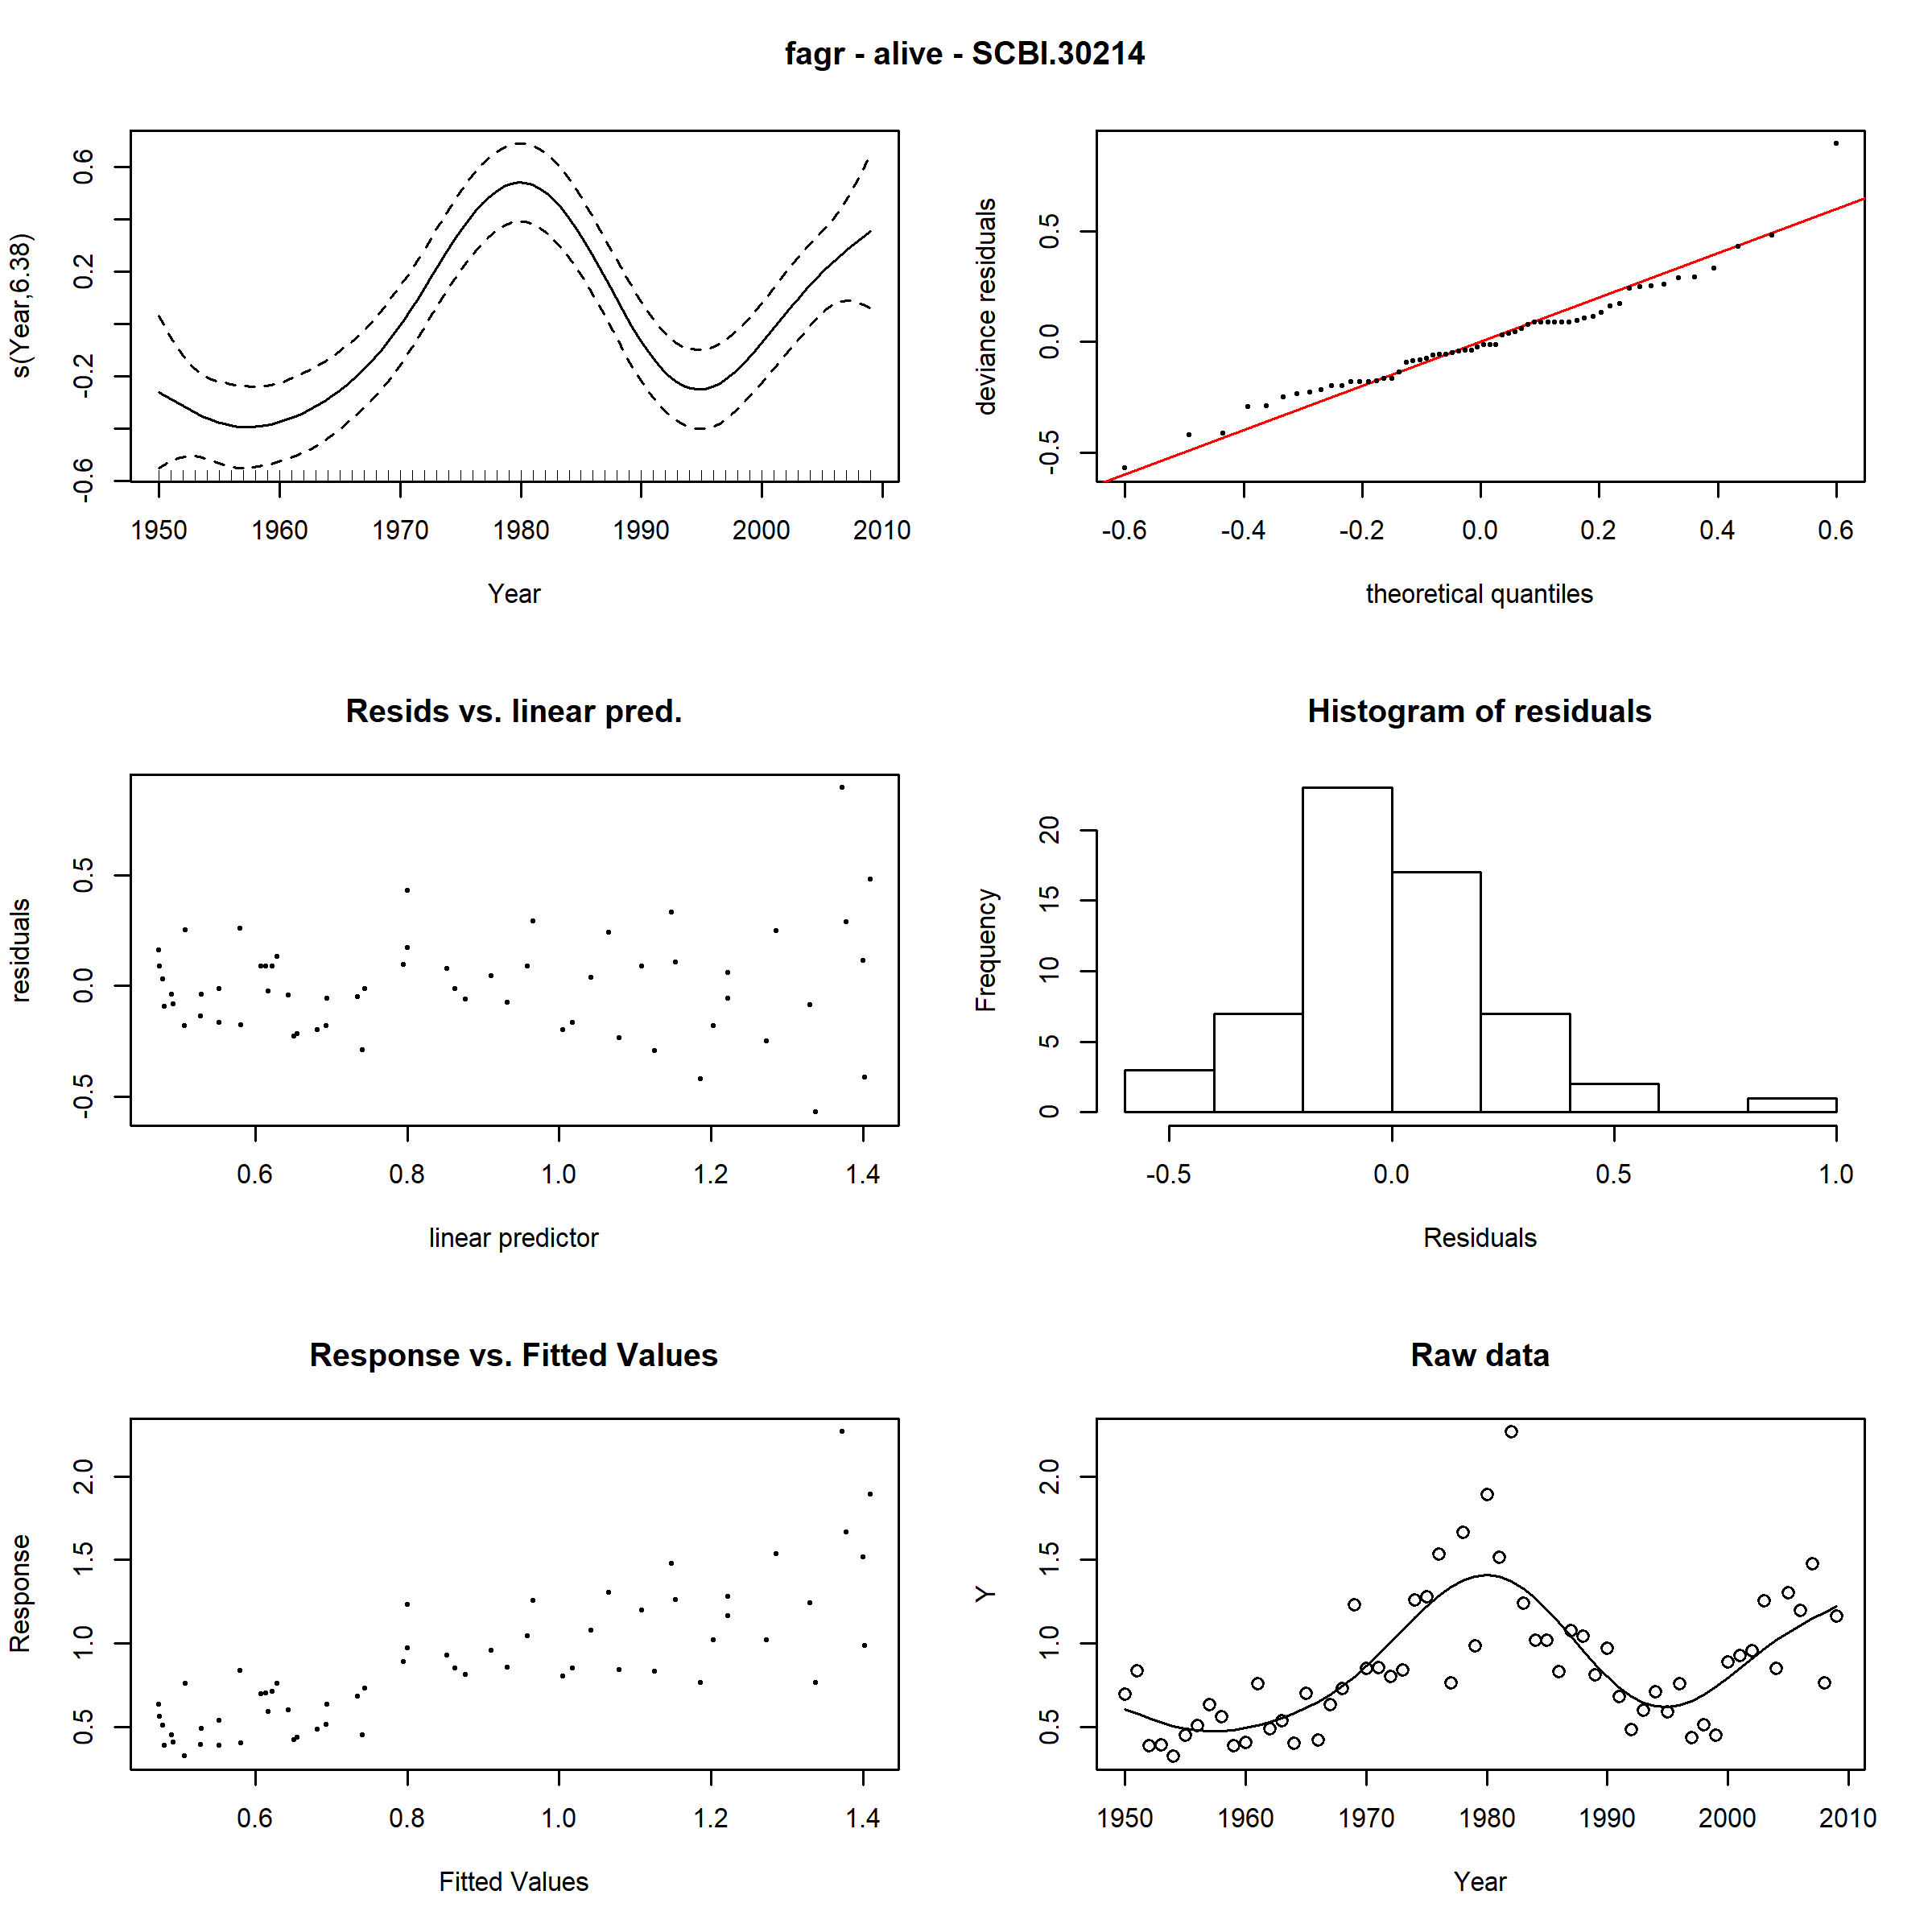 fagr - alive - SCBI.30214
s(Year,6.38)
-0.6 -0.2 0.2 0.6
1950 1960 1970 1980 1990 2000 2010
Year
deviance residuals
-0.5 0.0 0.5
-0.6 -0.4 -0.2 0.0 0.2 0.4 0.6
theoretical quantiles
Resids vs. linear pred.
residuals
-0.5 0.0 0.5
0.6 0.8 1.0 1.2 1.4
linear predictor
Histogram of residuals
Frequency
0 5 10 15 20
-0.5 0.0 0.5 1.0
Residuals
Response vs. Fitted Values
Response
0.5 1.0 1.5 2.0
0.6 0.8 1.0 1.2 1.4
Fitted Values
Raw data
Y
0.5 1.0 1.5 2.0
1950 1960 1970 1980 1990 2000 2010
Year